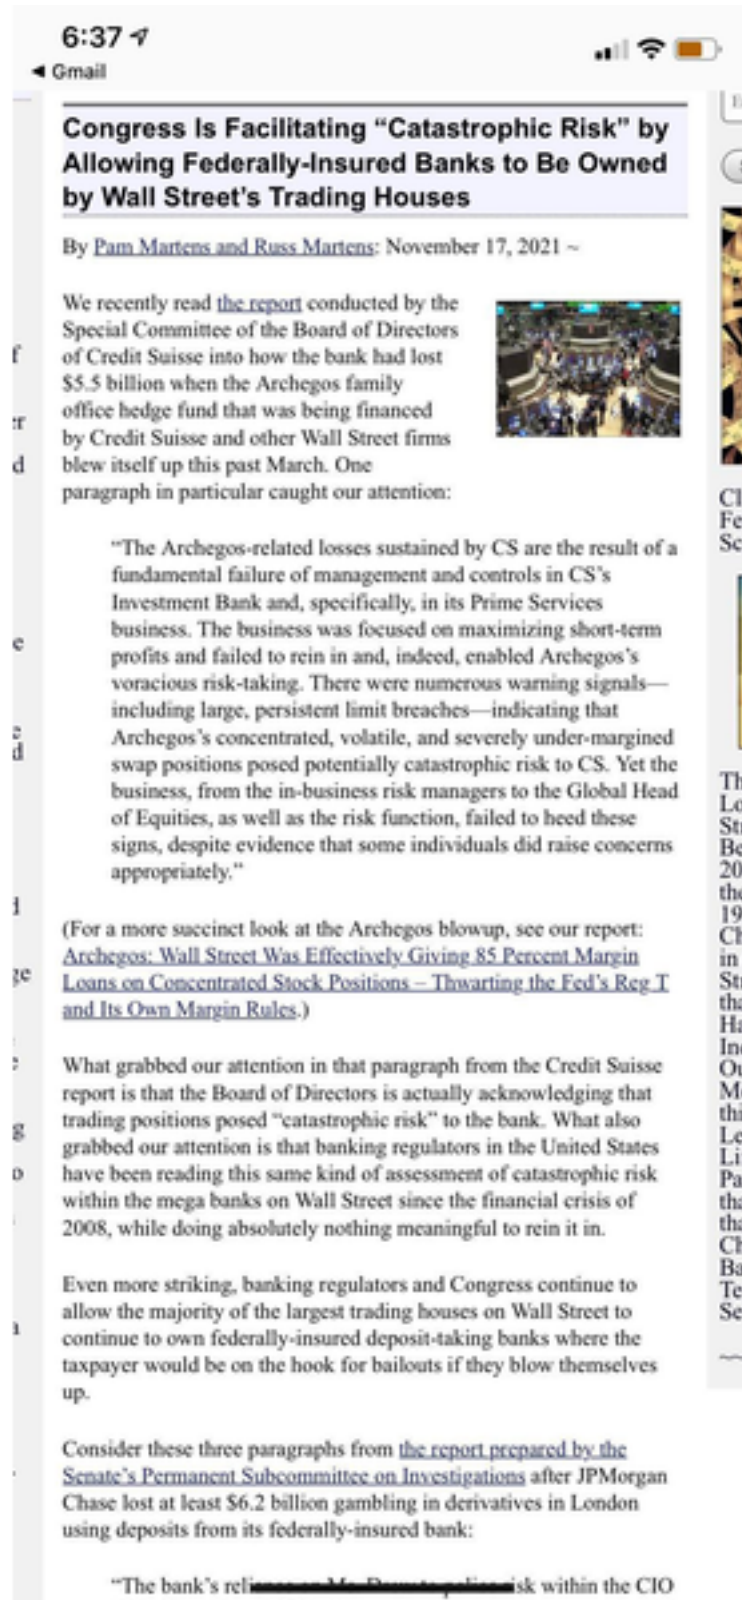 6:37
◀ Gmail
Congress Is Facilitating “Catastrophic Risk” by
Allowing Federally-Insured Banks to Be Owned
by Wall Street’s Trading Houses
By Pam Martens and Russ Martens: November 17, 2021 ~
We recently read the report conducted by the
Special Committee of the Board of Directors
of Credit Suisse into how the bank had lost
$5.5 billion when the Archegos family
office hedge fund that was being financed
by Credit Suisse and other Wall Street firms
blew itself up this past March. One
paragraph in particular caught our attention:
“The Archegos-related losses sustained by CS are the result of a
fundamental failure of management and controls in CS’s
Investment Bank and, specifically, in its Prime Services
business. The business was focused on maximizing short-term
profits and failed to rein in and, indeed, enabled Archegos’s
voracious risk-taking. There were numerous warning signals—
including large, persistent limit breaches—indicating that
Archegos’s concentrated, volatile, and severely under-margined
swap positions posed potentially catastrophic risk to CS. Yet the
business, from the in-business risk managers to the Global Head
of Equities, as well as the risk function, failed to heed these
signs, despite evidence that some individuals did raise concerns
appropriately.”
(For a more succinct look at the Archegos blowup, see our report:
Archegos: Wall Street Was Effectively Giving 85 Percent Margin
Loans on Concentrated Stock Positions – Thwarting the Fed’s Reg T
and Its Own Margin Rules.)
What grabbed our attention in that paragraph from the Credit Suisse
report is that the Board of Directors is actually acknowledging that
trading positions posed “catastrophic risk” to the bank. What also
grabbed our attention is that banking regulators in the United States
have been reading this same kind of assessment of catastrophic risk
within the mega banks on Wall Street since the financial crisis of
2008, while doing absolutely nothing meaningful to rein it in.
Even more striking, banking regulators and Congress continue to
allow the majority of the largest trading houses on Wall Street to
continue to own federally-insured deposit-taking banks where the
taxpayer would be on the hook for bailouts if they blow themselves
up.
Consider these three paragraphs from the report prepared by the
Senate’s Permanent Subcommittee on Investigations after JPMorgan
Chase lost at least $6.2 billion gambling in derivatives in London
using deposits from its federally-insured bank:
“The bank’s risk within the CIO